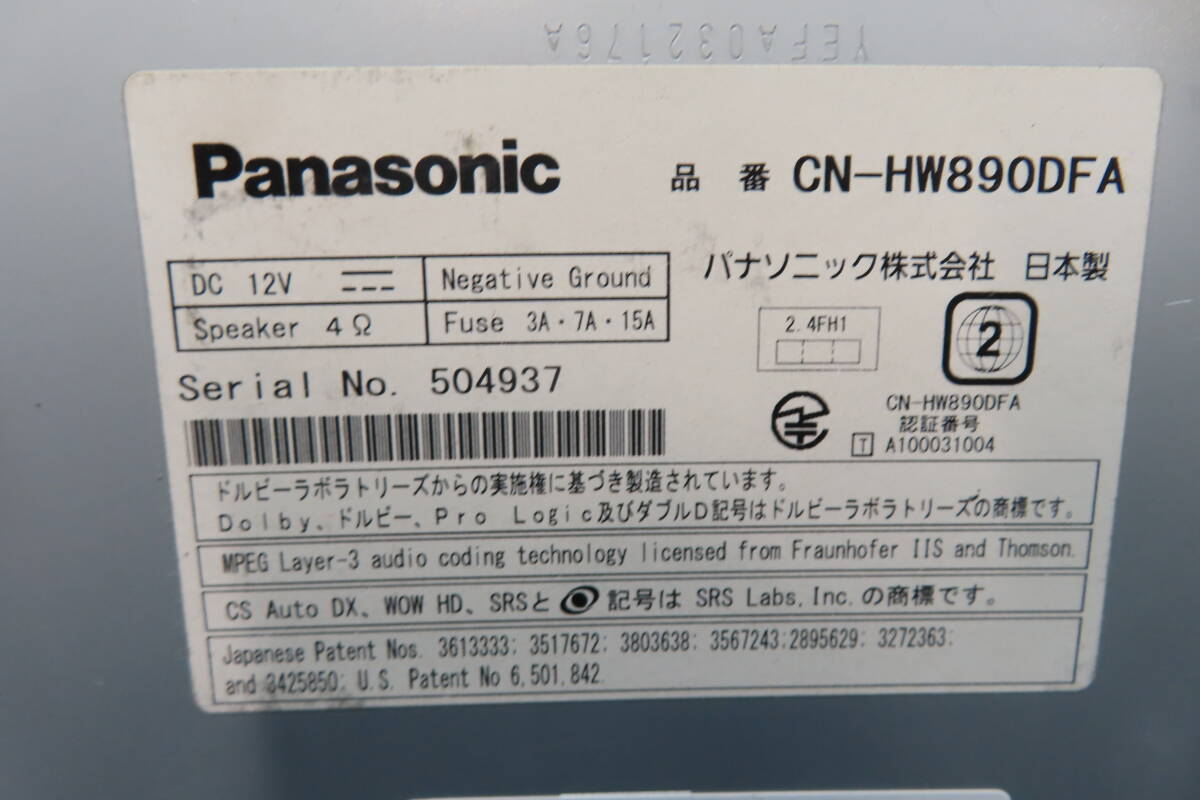 YEFA032176A
Panasonic
品 番 CN-HW890DFA
DC 12V
Negative Ground
Speaker 4Ω
Fuse 3A・7A・15A
パナソニック株式会社 日本製
2.4FH1
2
Serial No. 504937
CN-HW890DFA
認証番号
T A100031004
ドルビーラボラトリーズからの実施権に基づき製造されています。
Dolby、ドルビー、Pro Logic及びダブルD記号はドルビーラボラトリーズの商標です。
MPEG Layer-3 audio coding technology licensed from Fraunhofer IIS and Thomson.
CS Auto DX、WOW HD、SRSと 記号は SRS Labs,Inc.の商標です。
Japanese Patent Nos. 3613333; 3517672; 3803638; 3567243;2895629; 3272363;
and 3425850; U.S. Patent No 6,501,842.